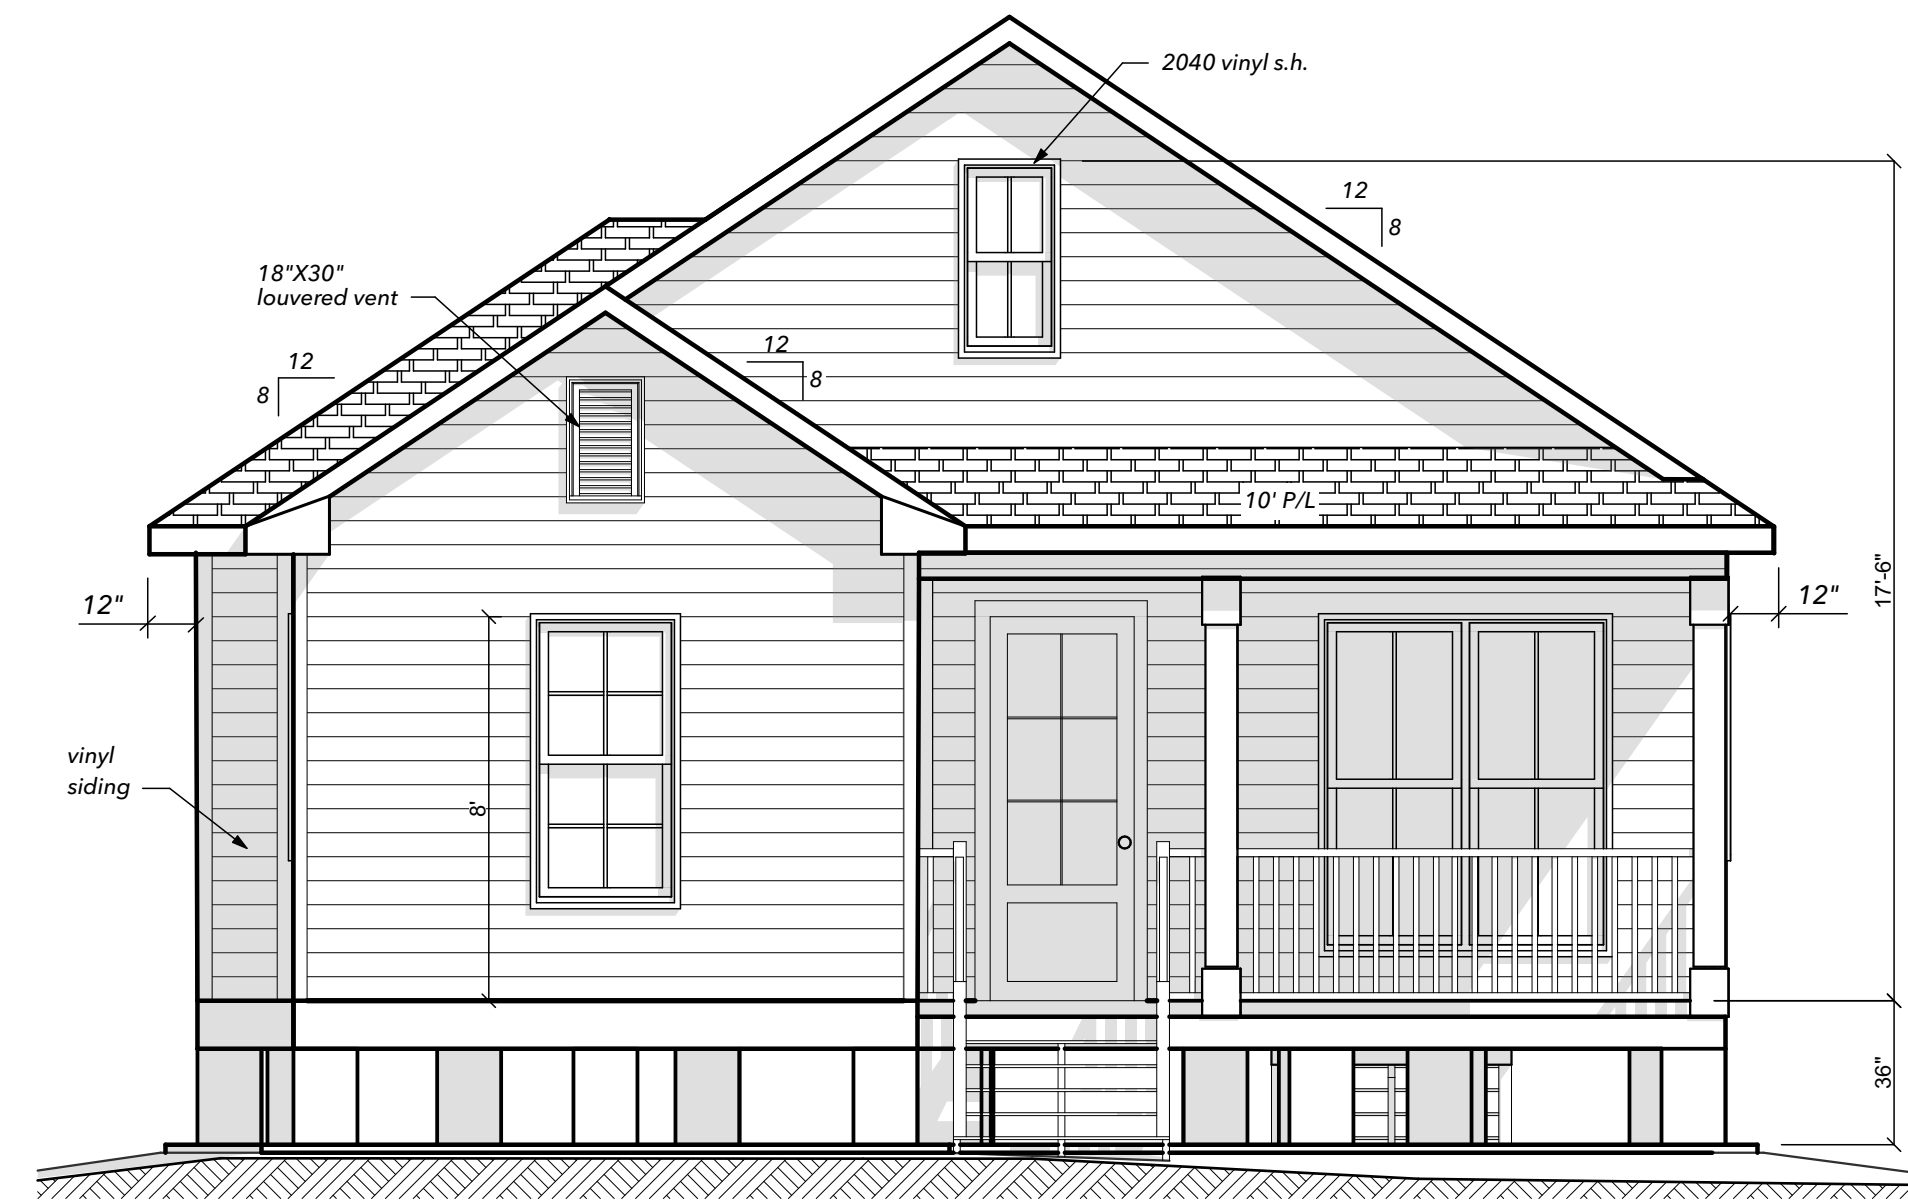 2040 vinyl s.h.
12
8
18"X30"
louvered vent
12
8
12
8
10' P/L
12"
12"
17'-6"
vinyl
siding
8'
36"